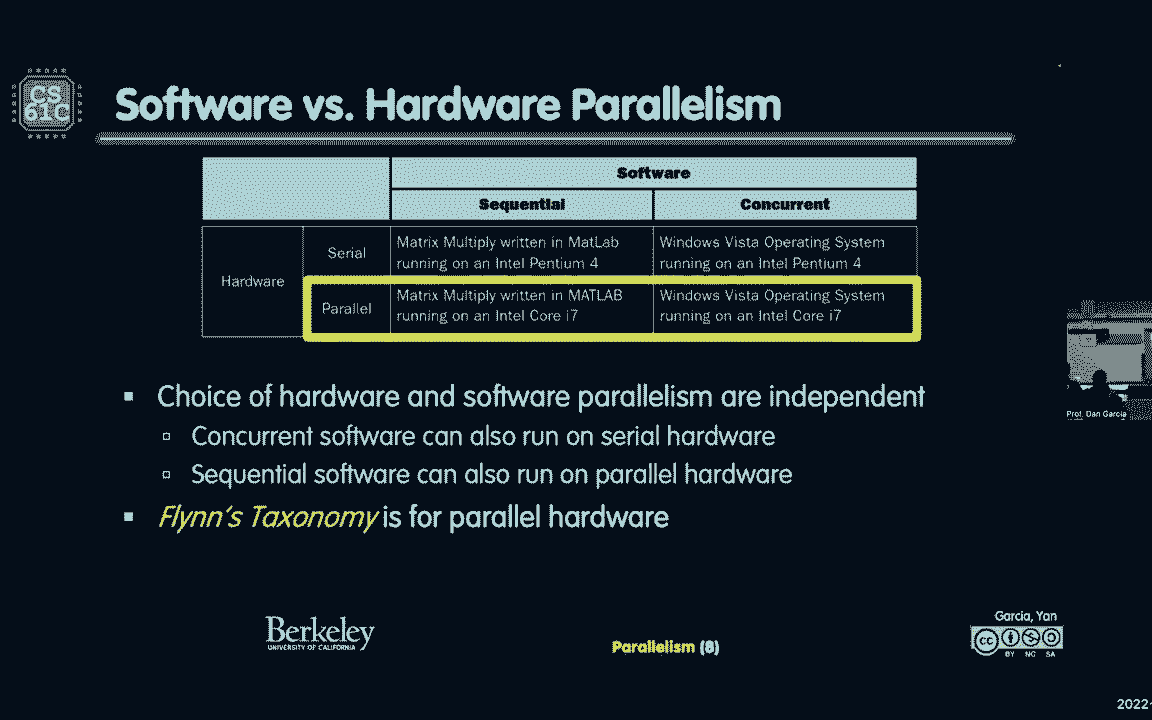 CS
61C
Software vs. Hardware Parallelism
Software
Sequential Concurrent
Hardware
Serial
Matrix Multiply written in MatLab
running on an Intel Pentium 4
Windows Vista Operating System
running on an Intel Pentium 4
Parallel
Matrix Multiply written in MATLAB
running on an Intel Core i7
Windows Vista Operating System
running on an Intel Core i7
Prof. Dan Garcia
▪ Choice of hardware and software parallelism are independent
▫ Concurrent software can also run on serial hardware
▫ Sequential software can also run on parallel hardware
▪ Flynn's Taxonomy is for parallel hardware
Berkeley
UNIVERSITY OF CALIFORNIA
Parallelism (8)
Garcia, Yan
cc
BY NC SA
2022-